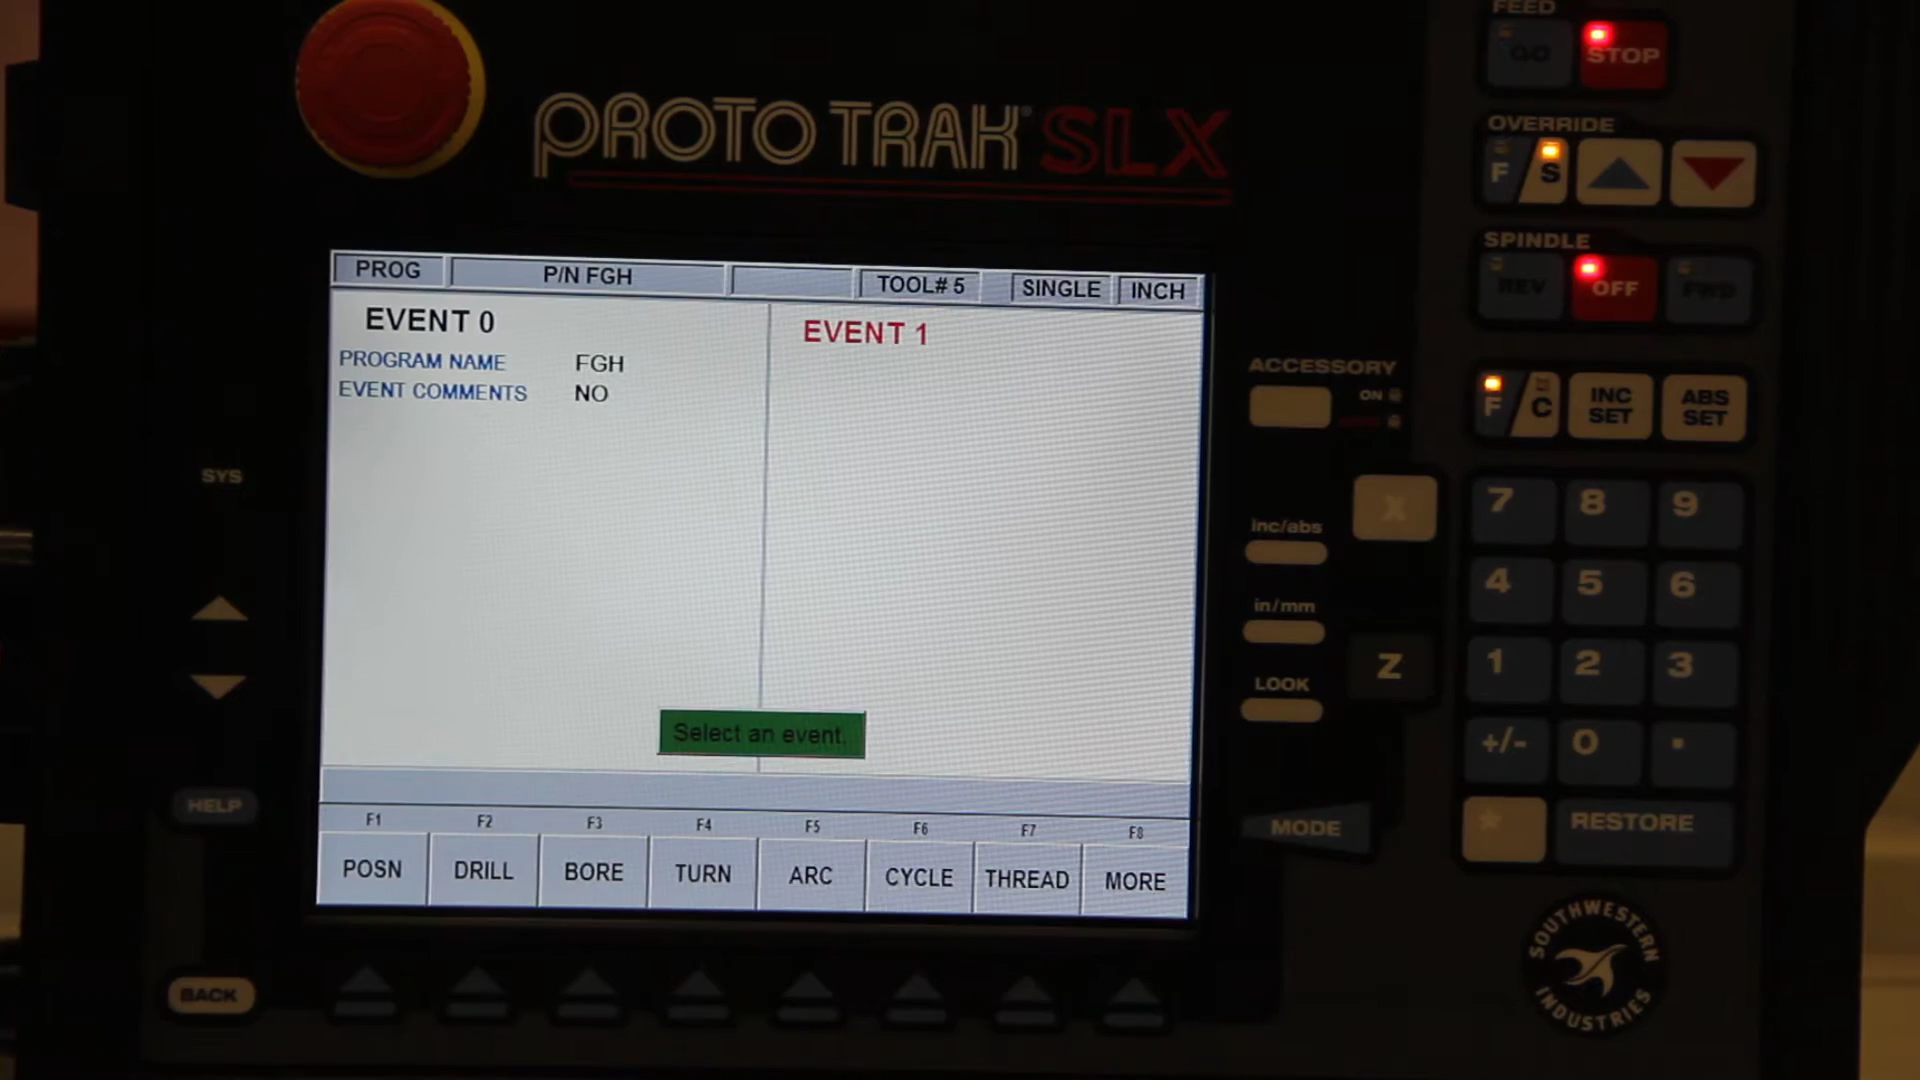 FEED
GO STOP
PROTO TRAK® SLX
OVERRIDE
F S
SPINDLE
REV OFF FWD
PROG P/N FGH TOOL# 5 SINGLE INCH
EVENT 0
PROGRAM NAME FGH
EVENT COMMENTS NO
EVENT 1
Select an event.
F1 F2 F3 F4 F5 F6 F7 F8
POSN DRILL BORE TURN ARC CYCLE THREAD MORE
SYS
HELP
BACK
ACCESSORY
ON
F C INC SET ABS SET
inc/abs
X
in/mm
Z
LOOK
MODE
7 8 9
4 5 6
1 2 3
+/- 0 .
* RESTORE
SOUTHWESTERN
INDUSTRIES